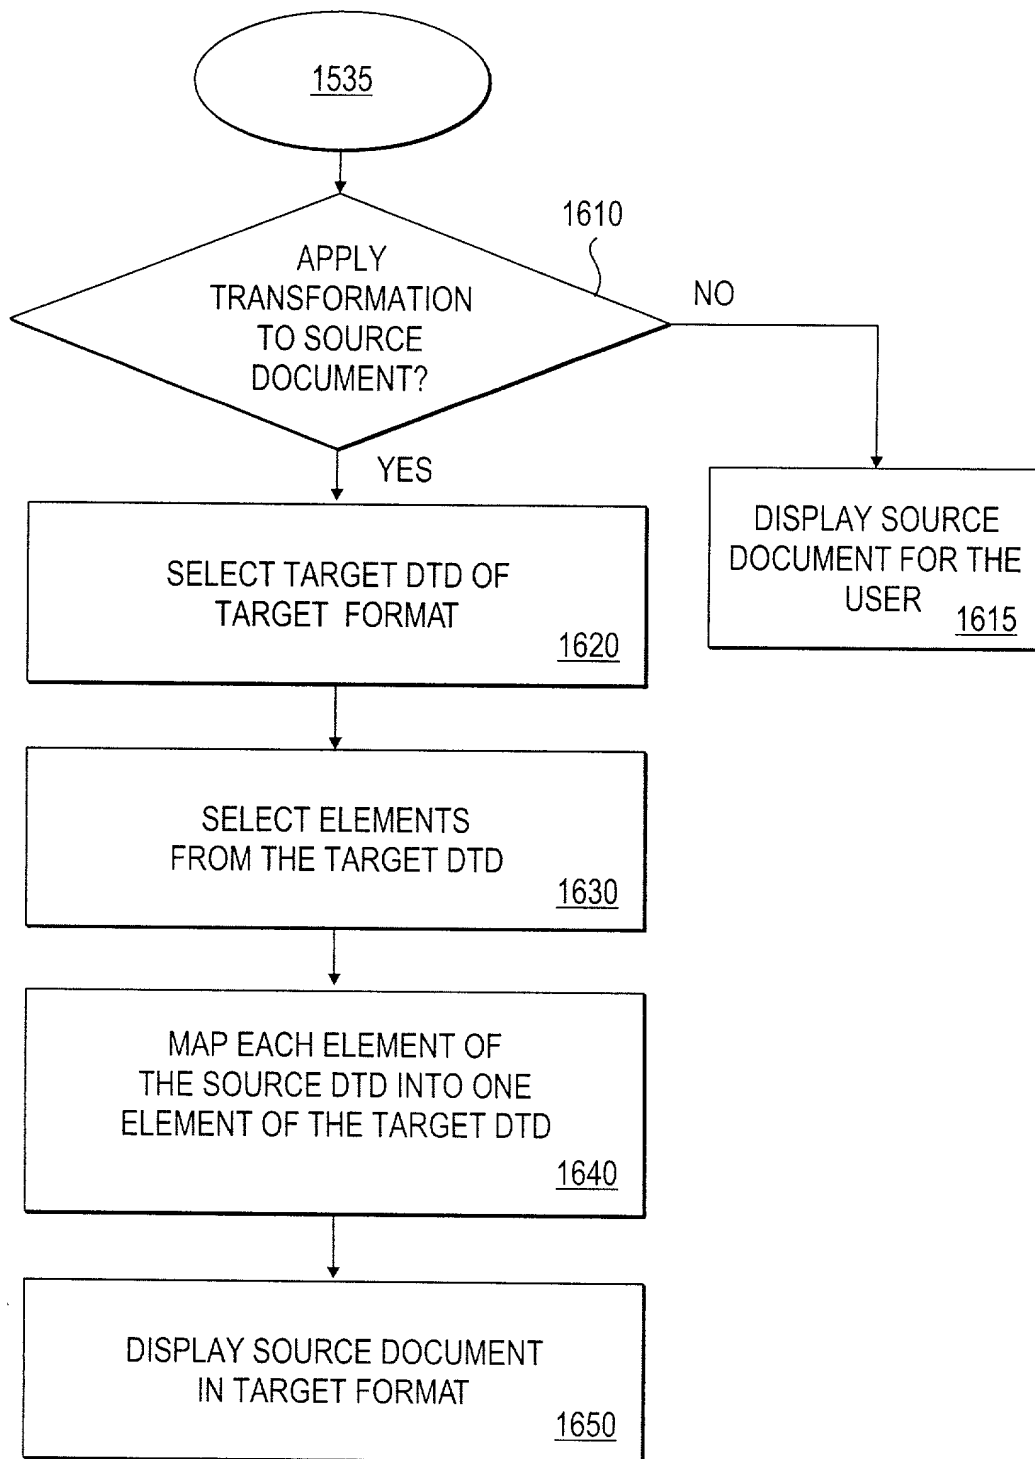 1535
1610
APPLY
TRANSFORMATION
TO SOURCE
DOCUMENT?
NO
YES
DISPLAY SOURCE
DOCUMENT FOR THE
USER
1615
SELECT TARGET DTD OF
TARGET FORMAT
1620
SELECT ELEMENTS
FROM THE TARGET DTD
1630
MAP EACH ELEMENT OF
THE SOURCE DTD INTO ONE
ELEMENT OF THE TARGET DTD
1640
DISPLAY SOURCE DOCUMENT
IN TARGET FORMAT
1650